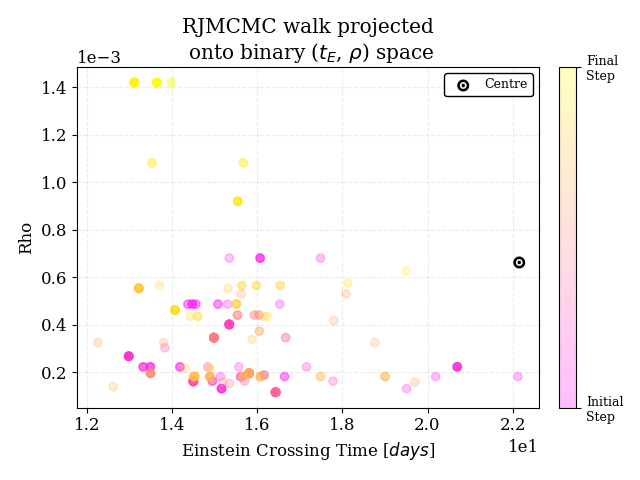 RJMCMC walk projected
onto binary (t_E, ρ) space
1e−3
Final
Step
Centre
1.4
1.2
1.0
0.8
0.6
0.4
0.2
Rho
Initial
Step
1.2
1.4
1.6
1.8
2.0
2.2
1e1
Einstein Crossing Time [days]